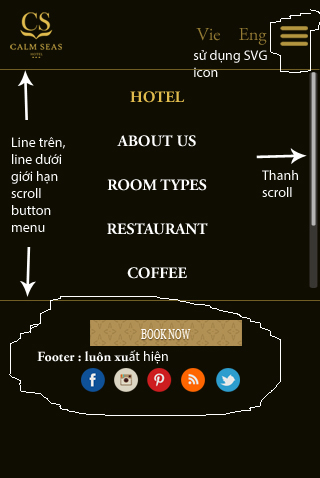 CS
CALM SEAS
HOTEL
Vie Eng
sử dụng SVG
icon
HOTEL
Line trên,
line dưới
giới hạn
scroll
button
menu
ABOUT US
ROOM TYPES
Thanh
scroll
RESTAURANT
COFFEE
BOOK NOW
Footer : luôn xuất hiện